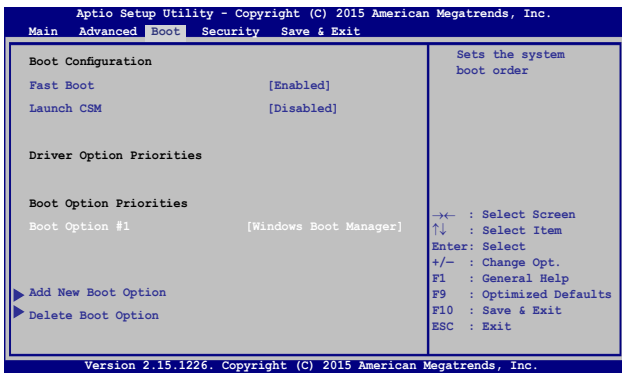 Aptio Setup Utility - Copyright (C) 2015 American Megatrends, Inc.
Main Advanced Boot Security Save & Exit
Boot Configuration
Fast Boot [Enabled]
Launch CSM [Disabled]
Driver Option Priorities
Boot Option Priorities
Boot Option #1 [Windows Boot Manager]
Add New Boot Option
Delete Boot Option
Sets the system
boot order
→← : Select Screen
↑↓ : Select Item
Enter: Select
+/— : Change Opt.
F1 : General Help
F9 : Optimized Defaults
F10 : Save & Exit
ESC : Exit
Version 2.15.1226. Copyright (C) 2015 American Megatrends, Inc.